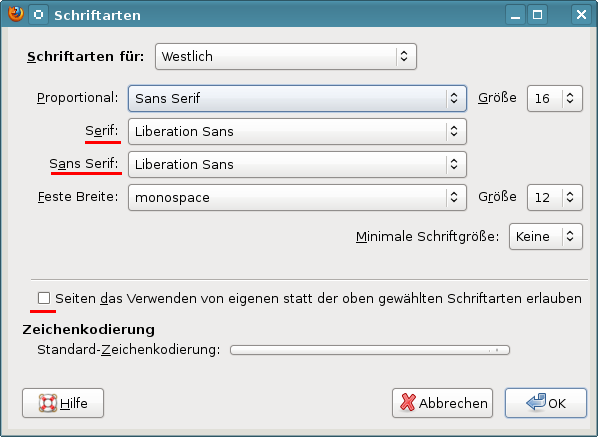 Schriftarten
Schriftarten für: Westlich
Proportional: Sans Serif Größe 16
Serif: Liberation Sans
Sans Serif: Liberation Sans
Feste Breite: monospace Größe 12
Minimale Schriftgröße: Keine
Seiten das Verwenden von eigenen statt der oben gewählten Schriftarten erlauben
Zeichenkodierung
Standard-Zeichenkodierung:
Hilfe Abbrechen OK